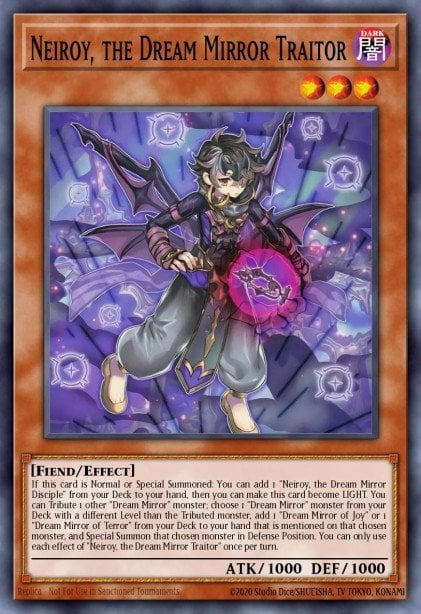 Neiroy, the Dream Mirror Traitor
DARK
闇
[Fiend/Effect]
If this card is Normal or Special Summoned: You can add 1 "Neiroy, the Dream Mirror
Disciple" from your Deck to your hand, then you can make this card become LIGHT. You
can Tribute 1 other "Dream Mirror" monster; choose 1 "Dream Mirror" monster from your
Deck with a different Level than the Tributed monster, add 1 "Dream Mirror of Joy" or 1
"Dream Mirror of Terror" from your Deck to your hand that is mentioned on that chosen
monster, and Special Summon that chosen monster in Defense Position. You can only use
each effect of "Neiroy, the Dream Mirror Traitor" once per turn.
ATK/1000 DEF/1000
Replica - Not For Use in Sanctioned Tournaments
©2020 Studio Dice/SHUEISHA, TV TOKYO, KONAMI